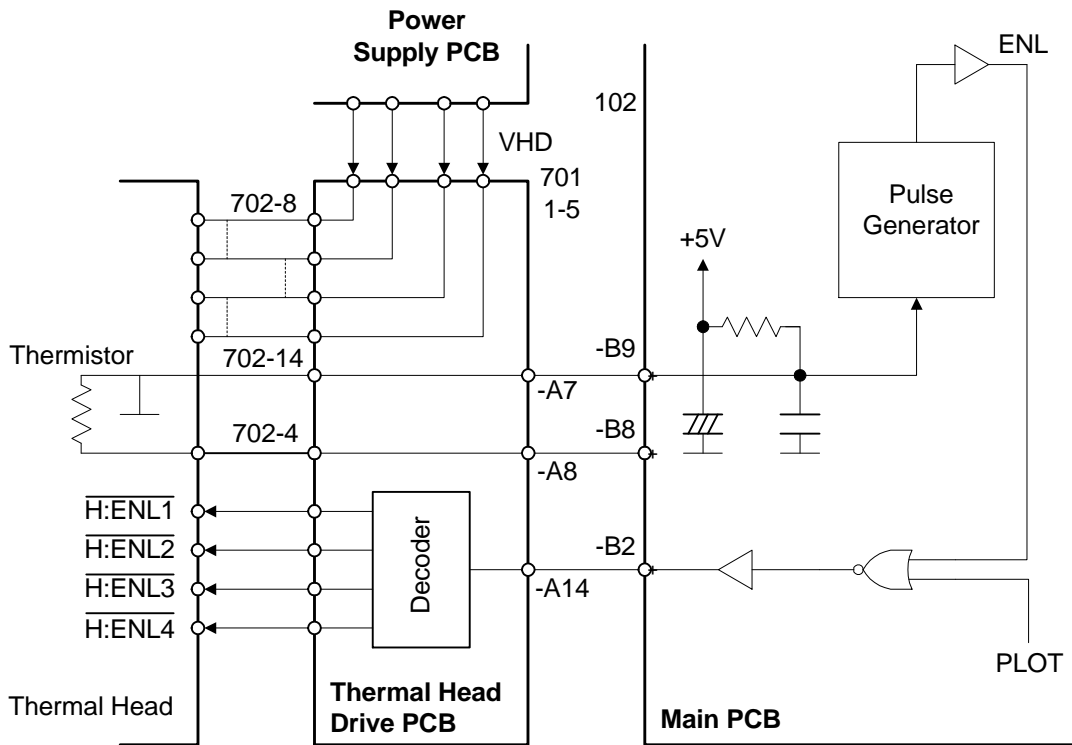 Power
Supply PCB
ENL
102
VHD
701
1-5
702-8
Pulse
Generator
+5V
Thermistor
702-14
-B9
-A7
702-4
-B8
-A8
H:ENL1
H:ENL2
H:ENL3
H:ENL4
Decoder
-B2
-A14
PLOT
Thermal Head
Thermal Head
Drive PCB
Main PCB